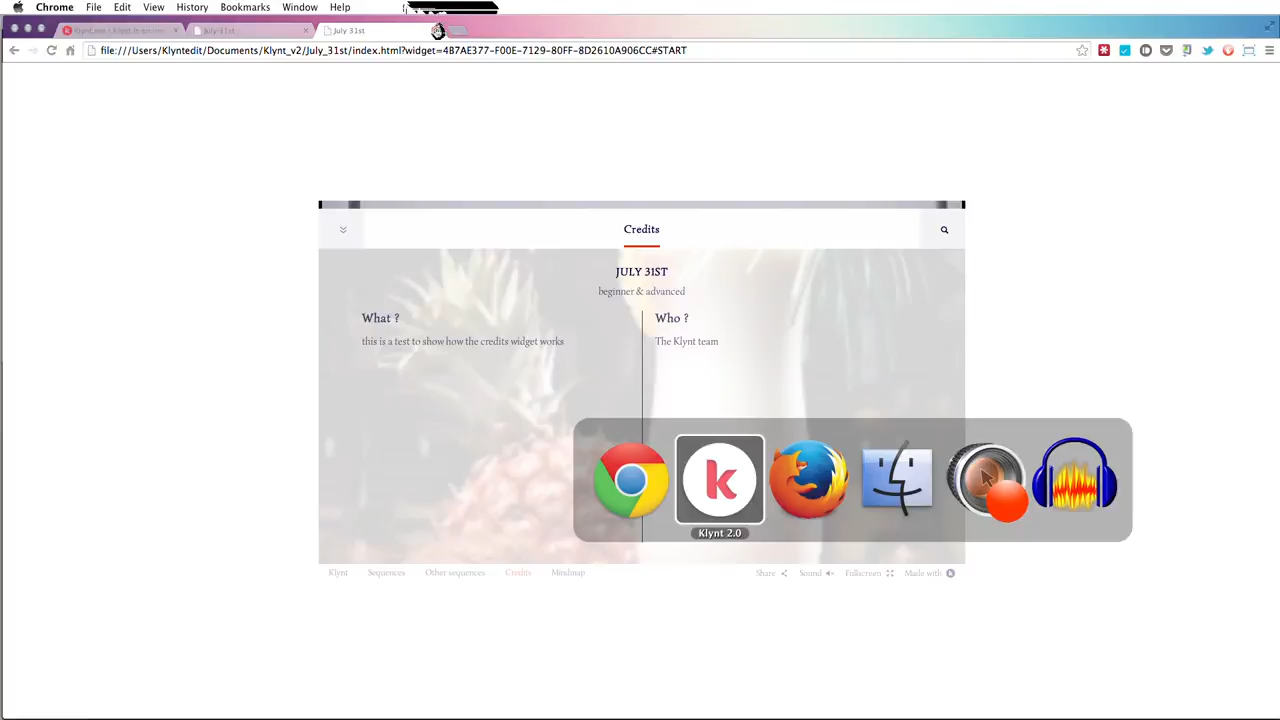 Chrome File Edit View History Bookmarks Window Help
July 31st July 31st
file:///Users/Klyntedit/Documents/Klynt_v2/July_31st/index.html?widget=4B7AE377-F00E-7129-80FF-8D2610A906CC#START
Credits
JULY 31ST
beginner & advanced
What ?
this is a test to show how the credits widget works
Who ?
The Klynt team
k
Klynt 2.0
Klynt Sequences Other sequences Credits Mindmap Share Sound Fullscreen Made with